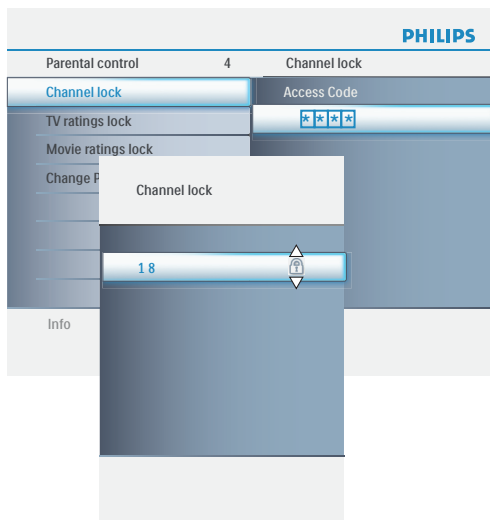 PHILIPS
Parental control 4 Channel lock
Channel lock Access Code
TV ratings lock * * * *
Movie ratings lock
Change P
Channel lock
18
Info